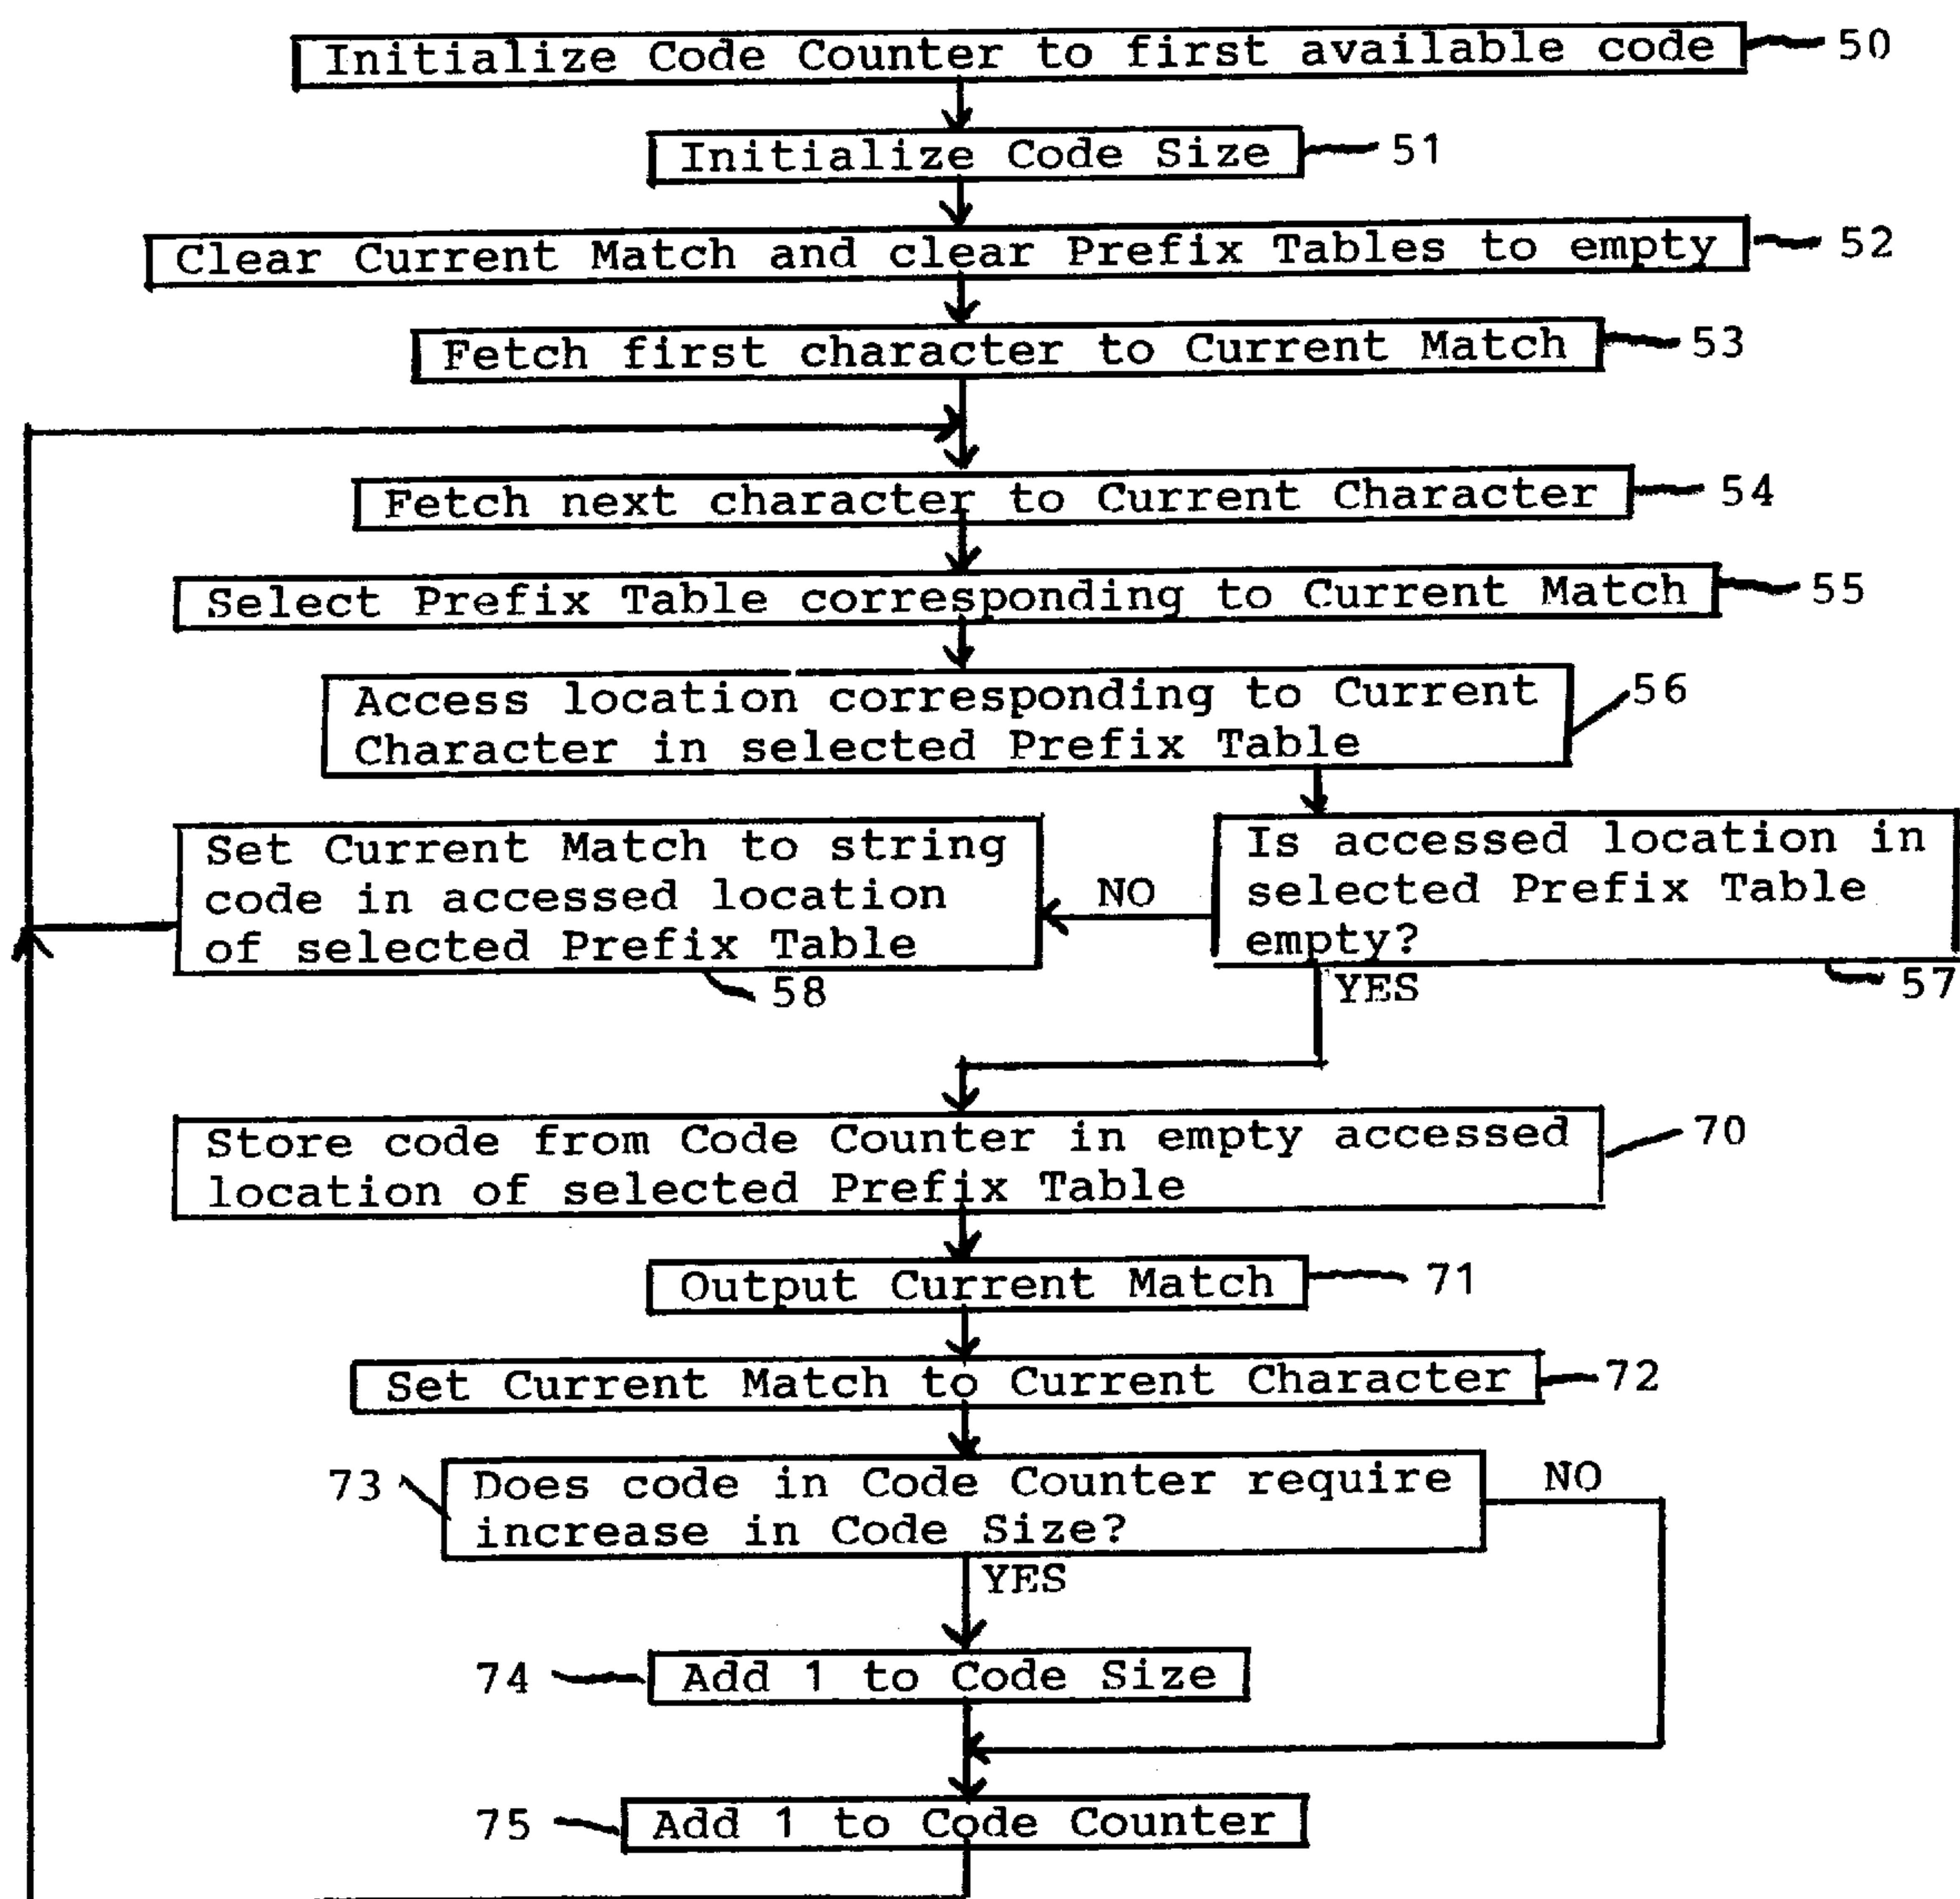 Initialize Code Counter to first available code 50
Initialize Code Size 51
Clear Current Match and clear Prefix Tables to empty 52
Fetch first character to Current Match 53
Fetch next character to Current Character 54
Select Prefix Table corresponding to Current Match 55
Access location corresponding to Current
Character in selected Prefix Table
56
Set Current Match to string
code in accessed location
of selected Prefix Table
58
NO
Is accessed location in
selected Prefix Table
empty?
57
YES
Store code from Code Counter in empty accessed
location of selected Prefix Table
70
Output Current Match 71
Set Current Match to Current Character 72
73
Does code in Code Counter require
increase in Code Size?
NO
YES
74 Add 1 to Code Size
75 Add 1 to Code Counter